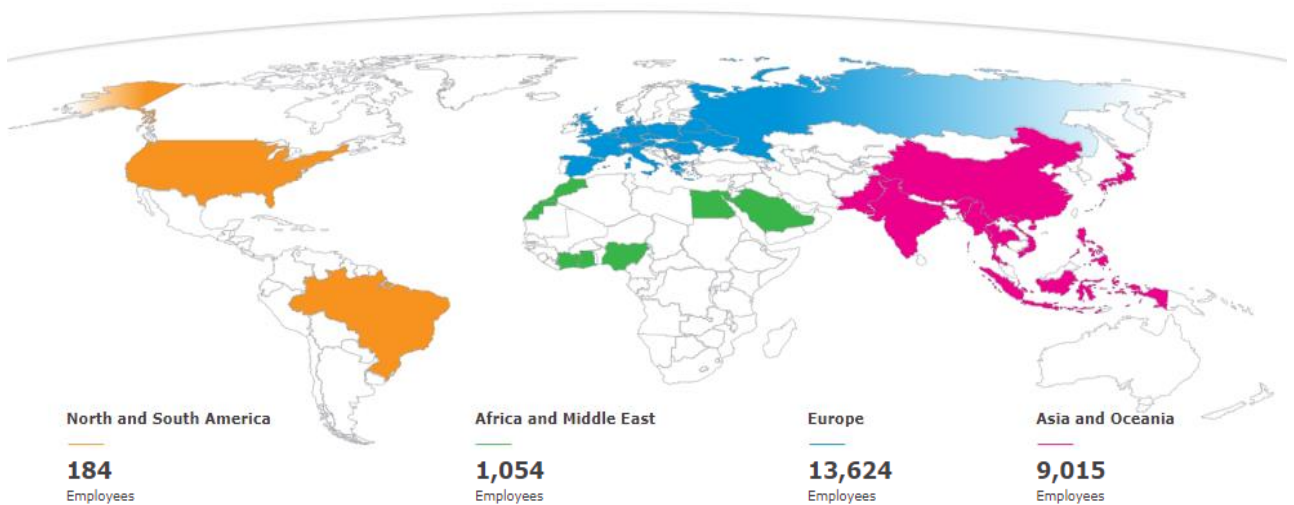 North and South America
184
Employees
Africa and Middle East
1,054
Employees
Europe
13,624
Employees
Asia and Oceania
9,015
Employees